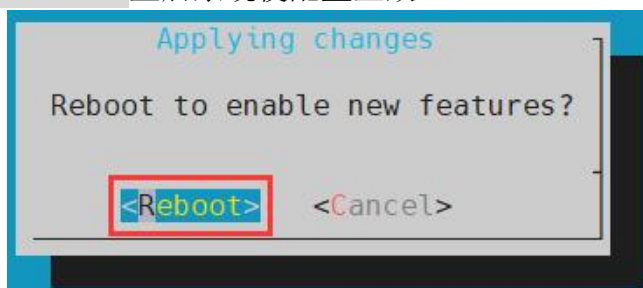 Applying changes
Reboot to enable new features?
<Reboot> <Cancel>